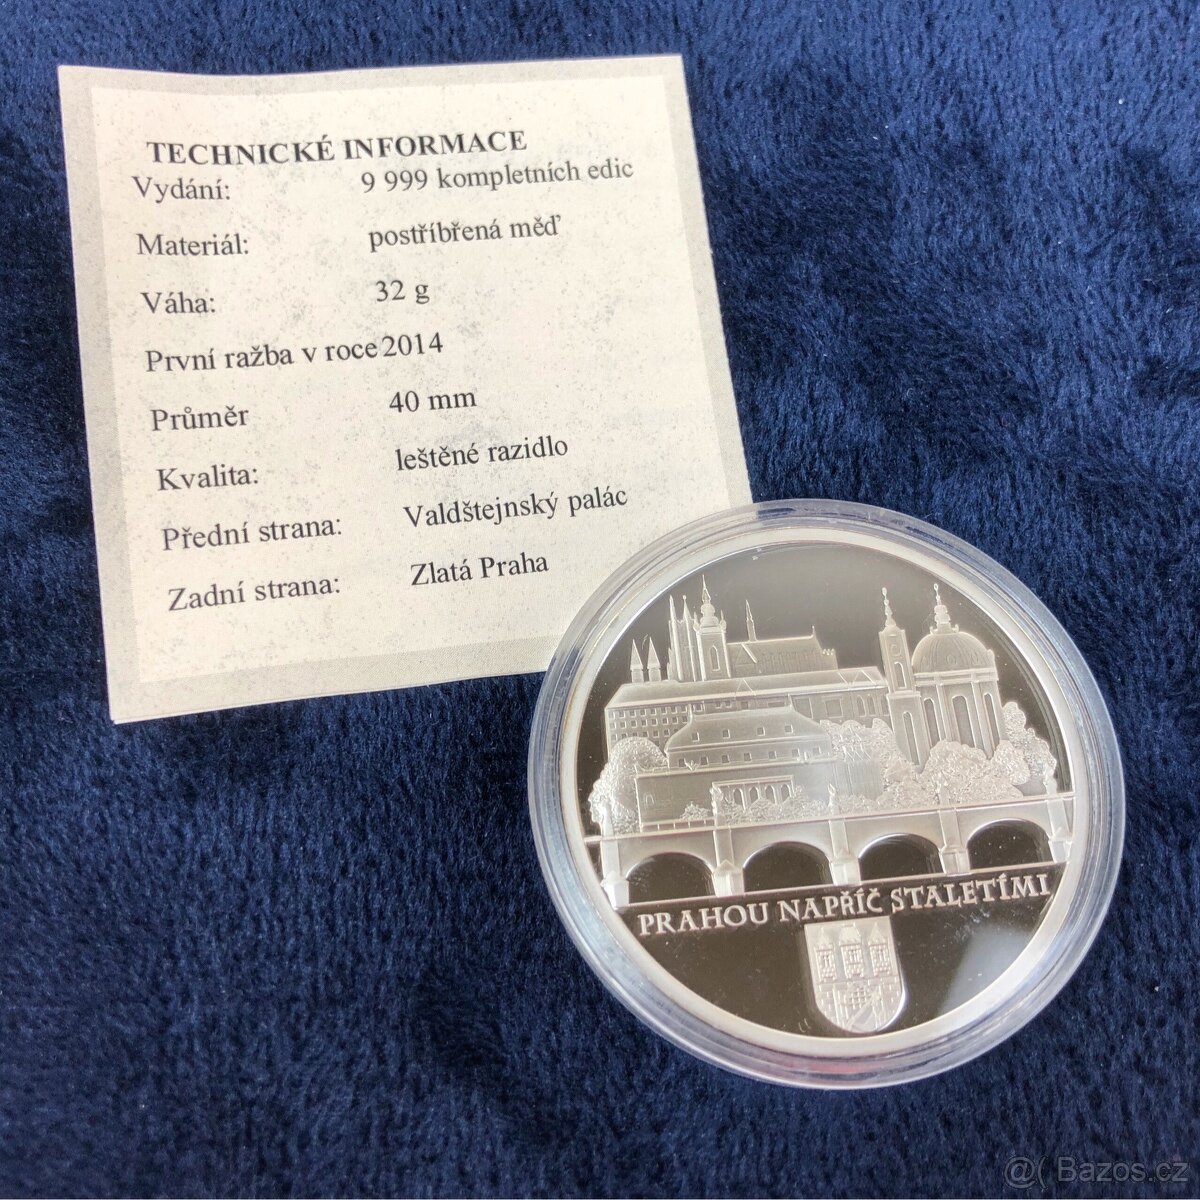 TECHNICKÉ INFORMACE
Vydání: 9 999 kompletních edic
Materiál: postříbřená měď
Váha: 32 g
První ražba v roce 2014
Průměr 40 mm
Kvalita: leštěné razidlo
Přední strana: Valdštejnský palác
Zadní strana: Zlatá Praha
PRAHOU NAPŘÍČ STALETÍMI
@( Bazos.cz